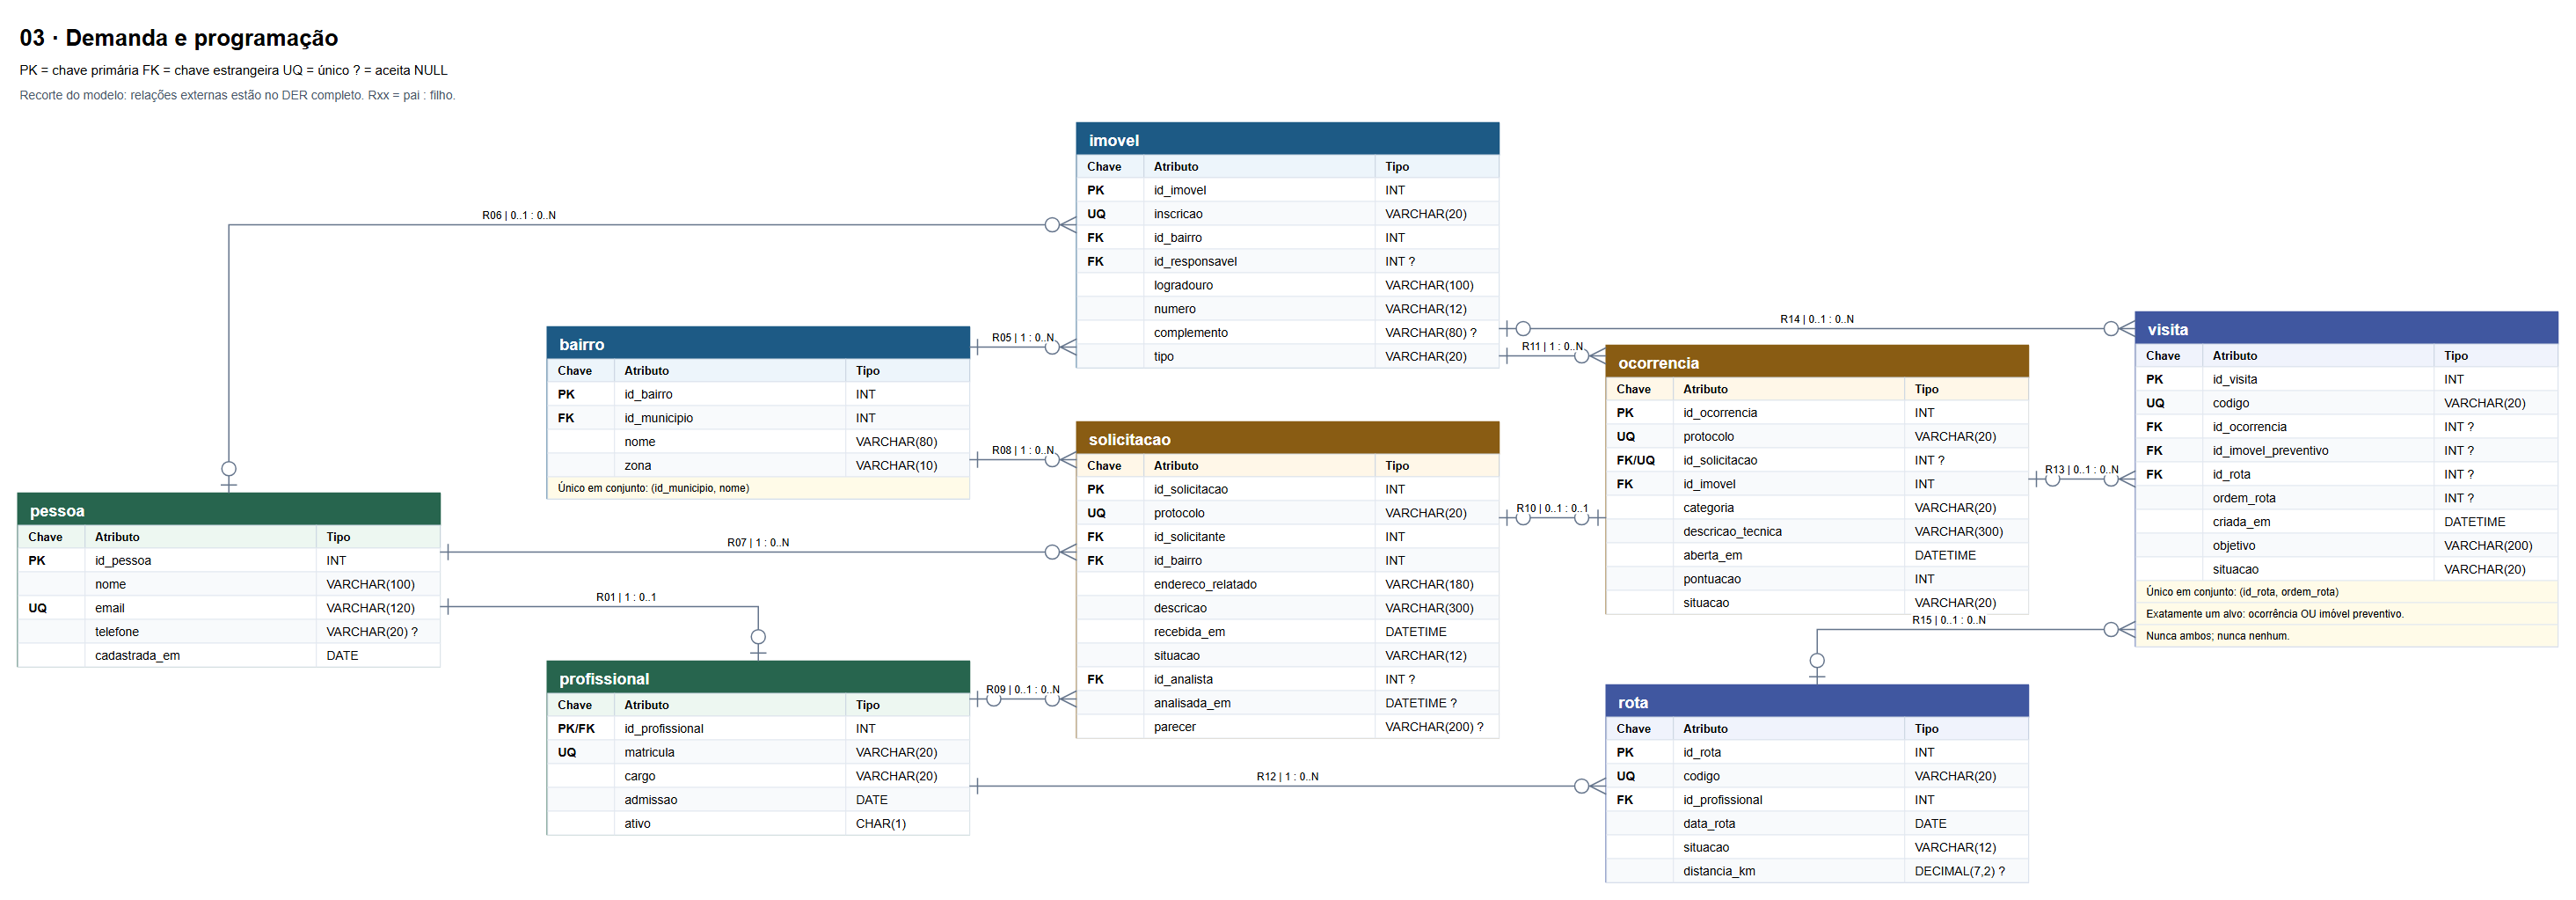 03 · Demanda e programação
PK = chave primária FK = chave estrangeira UQ = único ? = aceita NULL
Recorte do modelo: relações externas estão no DER completo. Rxx = pai : filho.
imovel
Chave Atributo Tipo
PK id_imovel INT
UQ inscricao VARCHAR(20)
FK id_bairro INT
FK id_responsavel INT ?
logradouro VARCHAR(100)
numero VARCHAR(12)
complemento VARCHAR(80) ?
tipo VARCHAR(20)
R06 | 0..1 : 0..N
R05 | 1 : 0..N
R14 | 0..1 : 0..N
R11 | 1 : 0..N
bairro
Chave Atributo Tipo
PK id_bairro INT
FK id_municipio INT
nome VARCHAR(80)
zona VARCHAR(10)
Único em conjunto: (id_municipio, nome)
R08 | 1 : 0..N
visita
Chave Atributo Tipo
PK id_visita INT
UQ codigo VARCHAR(20)
FK id_ocorrencia INT ?
FK id_imovel_preventivo INT ?
FK id_rota INT ?
ordem_rota INT ?
criada_em DATETIME
objetivo VARCHAR(200)
situacao VARCHAR(20)
Único em conjunto: (id_rota, ordem_rota)
Exatamente um alvo: ocorrência OU imóvel preventivo.
Nunca ambos; nunca nenhum.
ocorrencia
Chave Atributo Tipo
PK id_ocorrencia INT
UQ protocolo VARCHAR(20)
FK/UQ id_solicitacao INT ?
FK id_imovel INT
categoria VARCHAR(20)
descricao_tecnica VARCHAR(300)
aberta_em DATETIME
pontuacao INT
situacao VARCHAR(20)
R13 | 0..1 : 0..N
R10 | 0..1 : 0..1
R15 | 0..1 : 0..N
solicitacao
Chave Atributo Tipo
PK id_solicitacao INT
UQ protocolo VARCHAR(20)
FK id_solicitante INT
FK id_bairro INT
endereco_relatado VARCHAR(180)
descricao VARCHAR(300)
recebida_em DATETIME
situacao VARCHAR(12)
FK id_analista INT ?
analisada_em DATETIME ?
parecer VARCHAR(200) ?
pessoa
Chave Atributo Tipo
PK id_pessoa INT
nome VARCHAR(100)
UQ email VARCHAR(120)
telefone VARCHAR(20) ?
cadastrada_em DATE
R07 | 1 : 0..N
R01 | 1 : 0..1
profissional
Chave Atributo Tipo
PK/FK id_profissional INT
UQ matricula VARCHAR(20)
cargo VARCHAR(20)
admissao DATE
ativo CHAR(1)
R09 | 0..1 : 0..N
R12 | 1 : 0..N
rota
Chave Atributo Tipo
PK id_rota INT
UQ codigo VARCHAR(20)
FK id_profissional INT
data_rota DATE
situacao VARCHAR(12)
distancia_km DECIMAL(7,2) ?